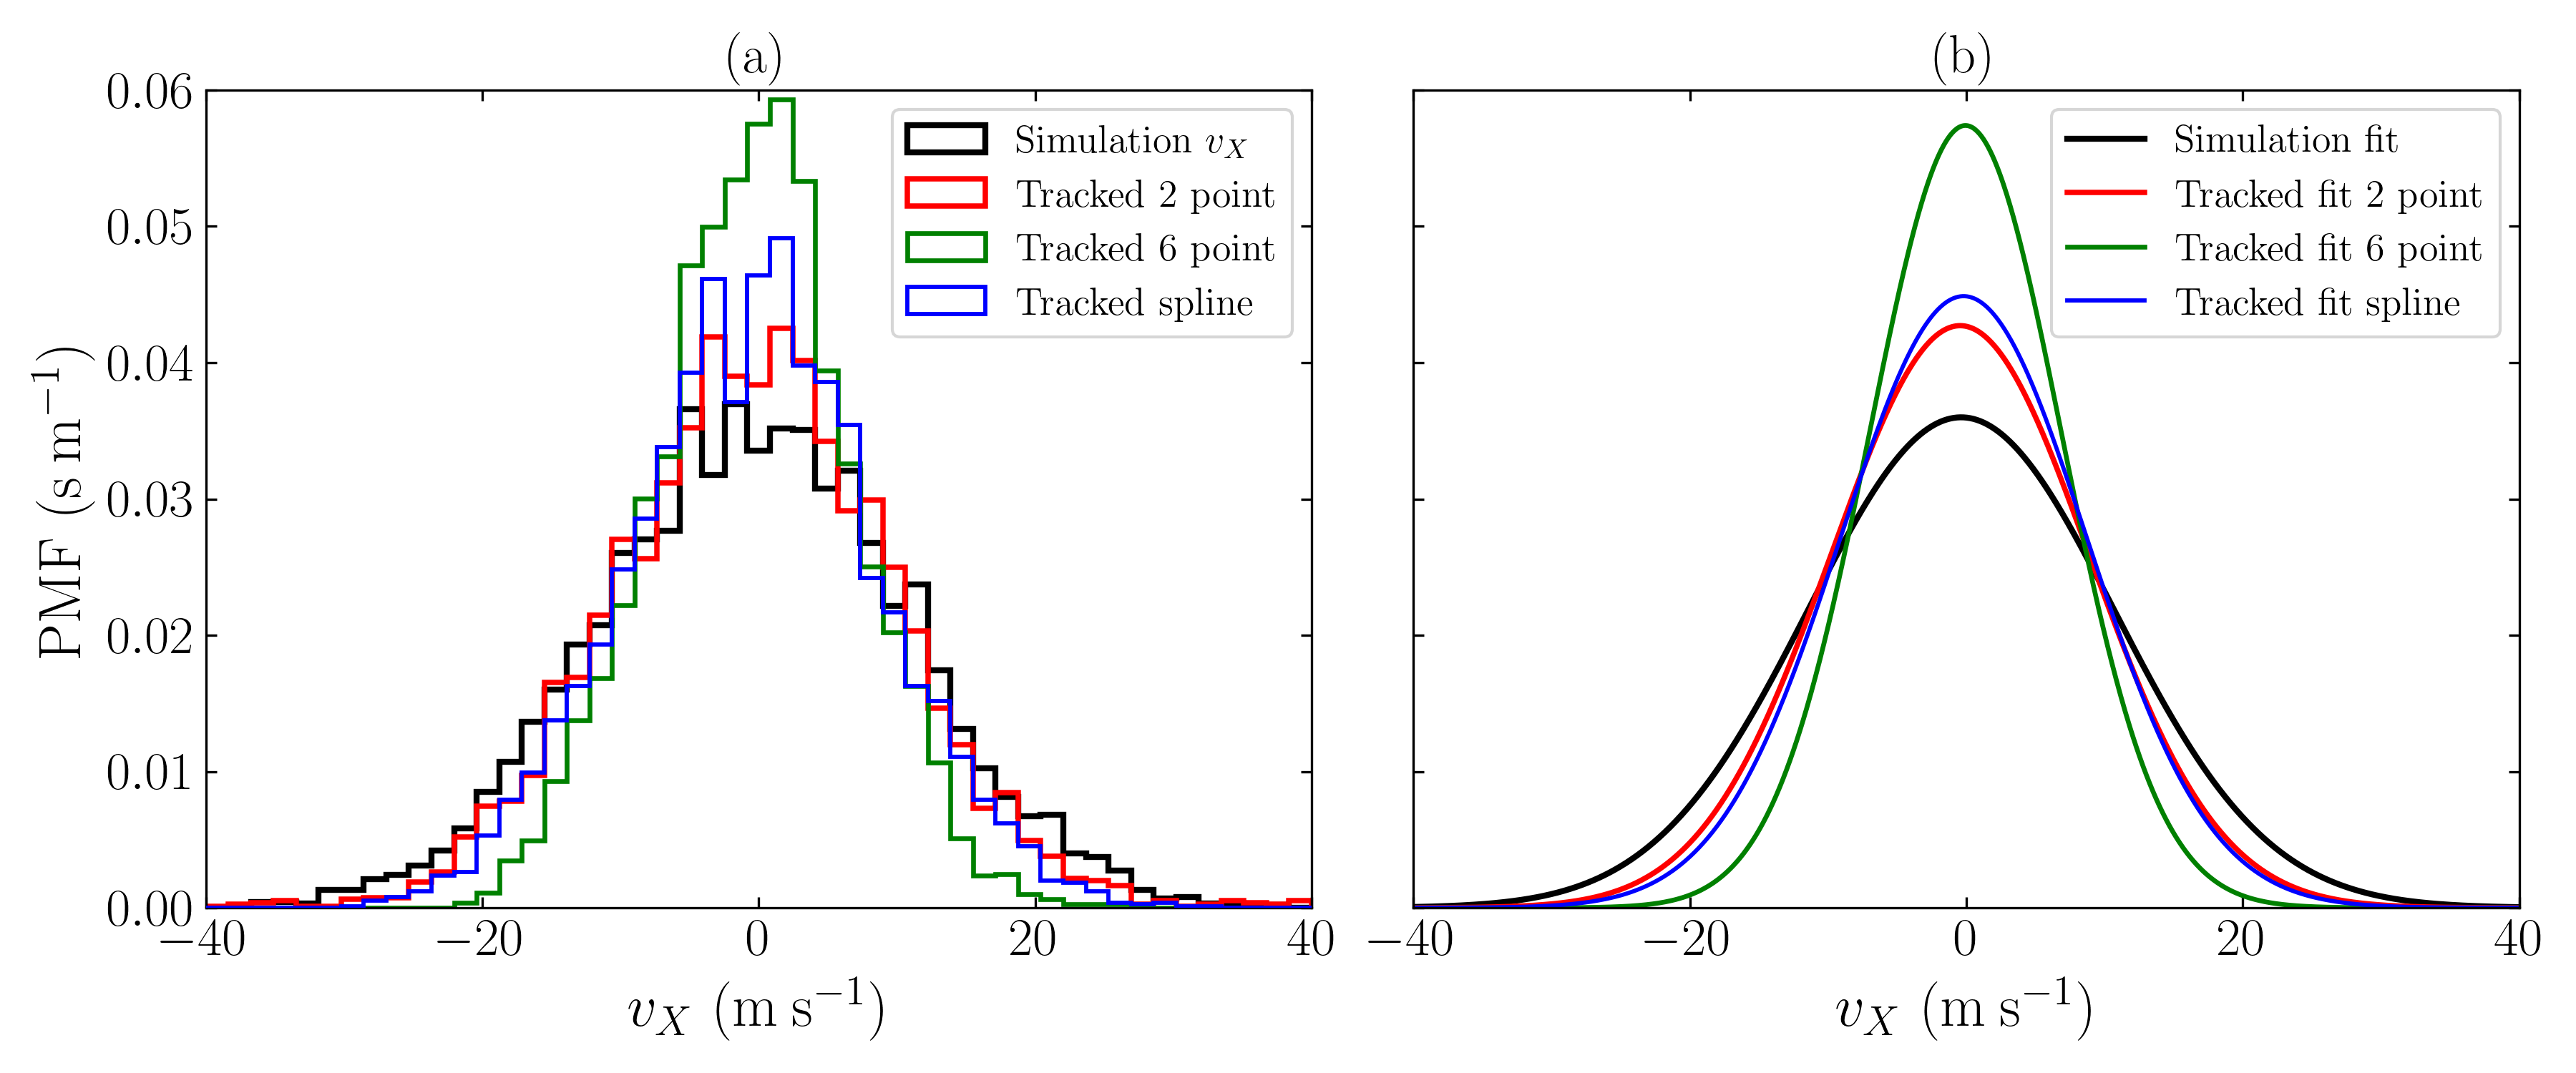 (a)
PMF (s m⁻¹)
0.06
0.05
0.04
0.03
0.02
0.01
0.00
−40
−20
0
20
40
v_X (m s⁻¹)
Simulation v_X
Tracked 2 point
Tracked 6 point
Tracked spline
(b)
Simulation fit
Tracked fit 2 point
Tracked fit 6 point
Tracked fit spline
−40
−20
0
20
40
v_X (m s⁻¹)